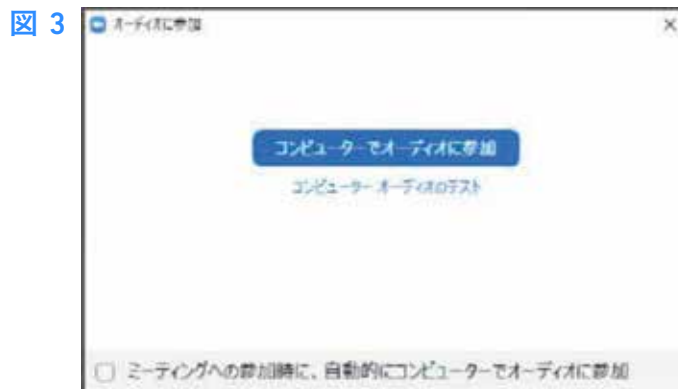 図 3
オーディオに参加
コンピューターでオーディオに参加
コンピューター オーディオのテスト
ミーティングへの参加時に、自動的にコンピューターでオーディオに参加